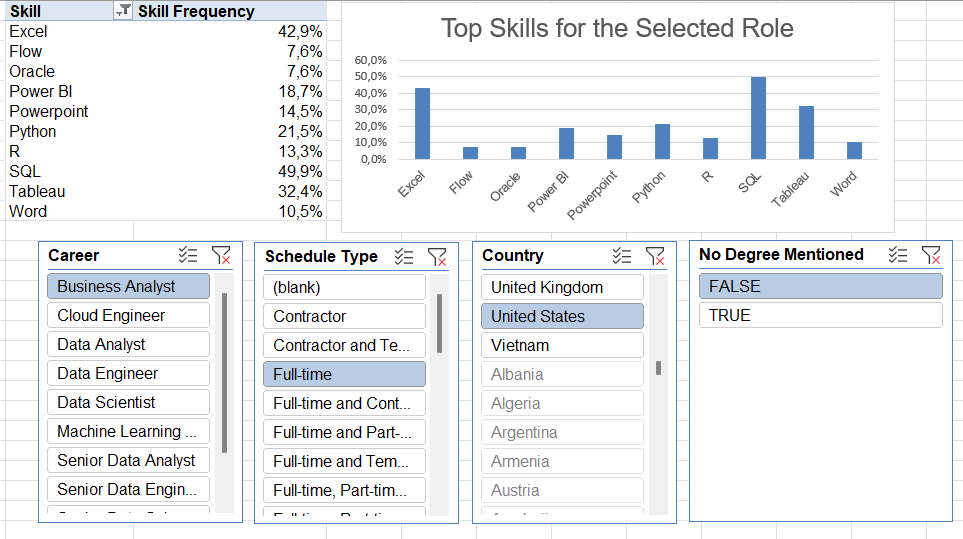 Skill Skill Frequency
Excel 42,9%
Flow 7,6%
Oracle 7,6%
Power BI 18,7%
Powerpoint 14,5%
Python 21,5%
R 13,3%
SQL 49,9%
Tableau 32,4%
Word 10,5%
Top Skills for the Selected Role
60,0%
50,0%
40,0%
30,0%
20,0%
10,0%
0,0%
Excel Flow Oracle Power BI Powerpoint Python R SQL Tableau Word
Career
Business Analyst
Cloud Engineer
Data Analyst
Data Engineer
Data Scientist
Machine Learning ...
Senior Data Analyst
Senior Data Engin...
Schedule Type
(blank)
Contractor
Contractor and Te...
Full-time
Full-time and Cont...
Full-time and Part-...
Full-time and Tem...
Full-time, Part-tim...
Country
United Kingdom
United States
Vietnam
Albania
Algeria
Argentina
Armenia
Austria
No Degree Mentioned
FALSE
TRUE